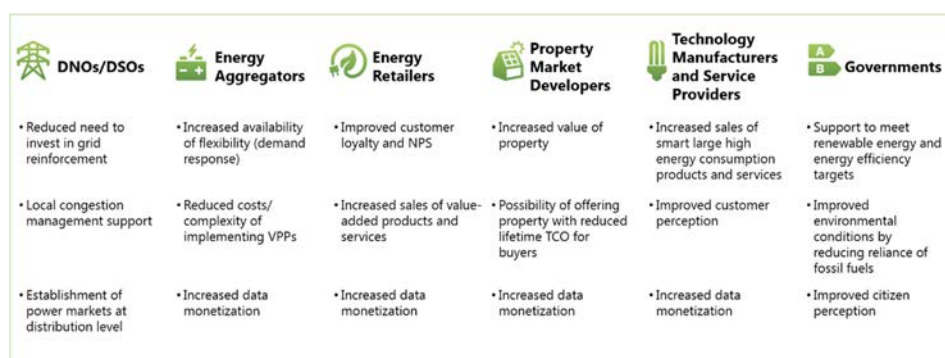 DNOs/DSOs
Energy
Aggregators
Energy
Retailers
Property
Market
Developers
Technology
Manufacturers
and Service
Providers
A
B
Governments
• Reduced need to
invest in grid
reinforcement
• Increased availability
of flexibility (demand
response)
• Improved customer
loyalty and NPS
• Increased value of
property
• Increased sales of
smart large high
energy consumption
products and services
• Support to meet
renewable energy and
energy efficiency
targets
• Local congestion
management support
• Reduced costs/
complexity of
implementing VPPs
• Increased sales of value-
added products and
services
• Possibility of offering
property with reduced
lifetime TCO for
buyers
• Improved customer
perception
• Improved
environmental
conditions by
reducing reliance of
fossil fuels
• Establishment of
power markets at
distribution level
• Increased data
monetization
• Increased data
monetization
• Increased data
monetization
• Increased data
monetization
• Improved citizen
perception